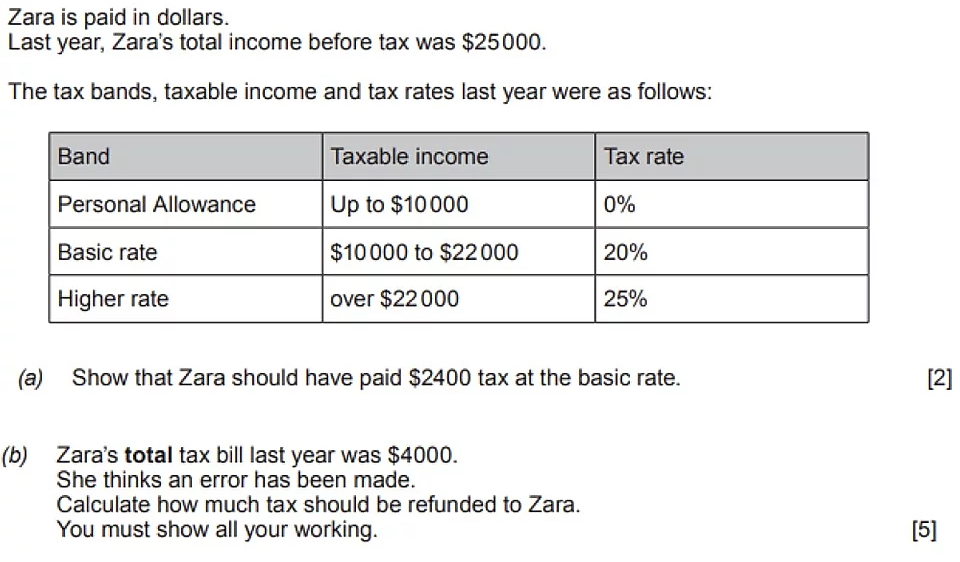 Zara is paid in dollars.
Last year, Zara's total income before tax was $25000.
The tax bands, taxable income and tax rates last year were as follows:
Band Taxable income Tax rate
Personal Allowance Up to $10000 0%
Basic rate $10000 to $22000 20%
Higher rate over $22000 25%
(a) Show that Zara should have paid $2400 tax at the basic rate. [2]
(b) Zara's total tax bill last year was $4000.
She thinks an error has been made.
Calculate how much tax should be refunded to Zara.
You must show all your working. [5]